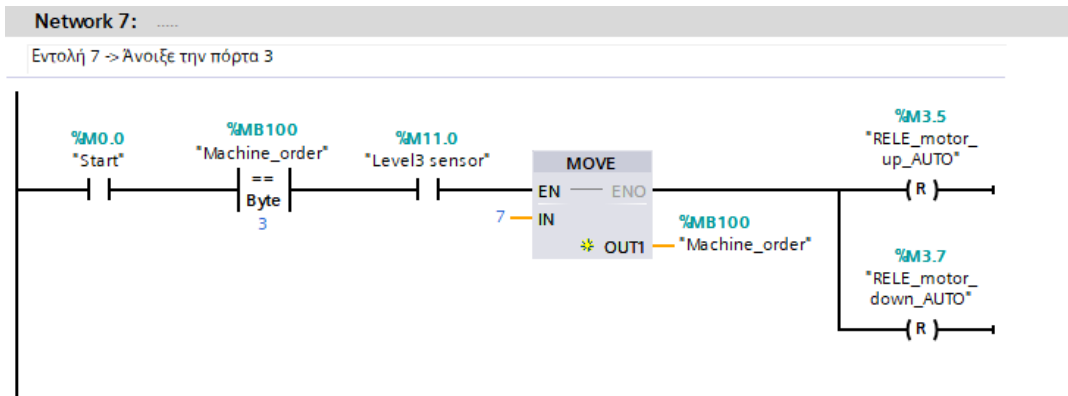 Network 7: .....
Εντολή 7 -> Άνοιξε την πόρτα 3
%M0.0
"Start"
%MB100
"Machine_order"
==
Byte
3
%M11.0
"Level3 sensor"
MOVE
EN
ENO
7
IN
OUT1
%MB100
"Machine_order"
%M3.5
"RELE_motor_
up_AUTO"
R
%M3.7
"RELE_motor_
down_AUTO"
R